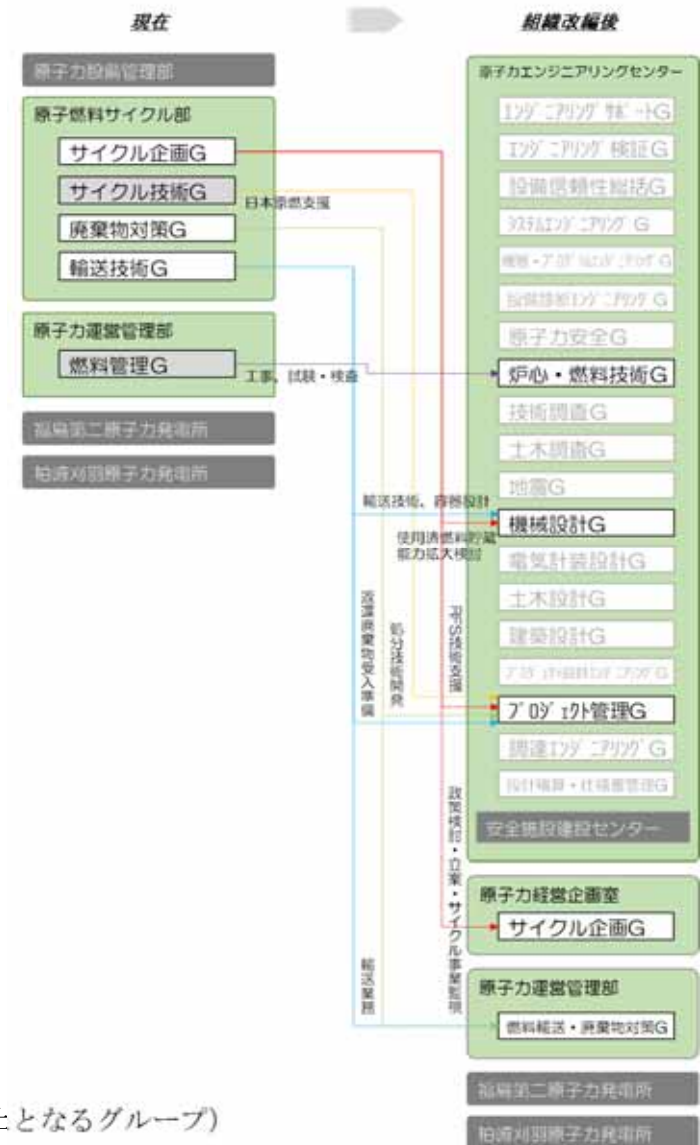 現在
組織改編後
原子力設備管理部
原子燃料サイクル部
サイクル企画G
サイクル技術G
廃棄物対策G
輸送技術G
原子力運営管理部
燃料管理G
福島第二原子力発電所
柏崎刈羽原子力発電所
日本原燃支援
工事、試験・検査
輸送技術、容器設計
使用済燃料貯蔵
能力拡大検討
返還廃棄物受入準備
処分技術開発
RFS技術支援
政策検討・立案・サイクル事業監視
輸送業務
原子力エンジニアリングセンター
エンジニアリングサポートG
エンジニアリング検証G
設備信頼性総括G
システムエンジニアリングG
設備診断エンジニアリングG
原子力安全G
炉心・燃料技術G
技術調査G
土木調査G
地震G
機械設計G
電気計装設計G
土木設計G
建築設計G
プロジェクト管理G
調達エンジニアリングG
安全施設建設センター
原子力経営企画室
サイクル企画G
原子力運営管理部
燃料輸送・廃棄物対策G
福島第二原子力発電所
柏崎刈羽原子力発電所
となるグループ）